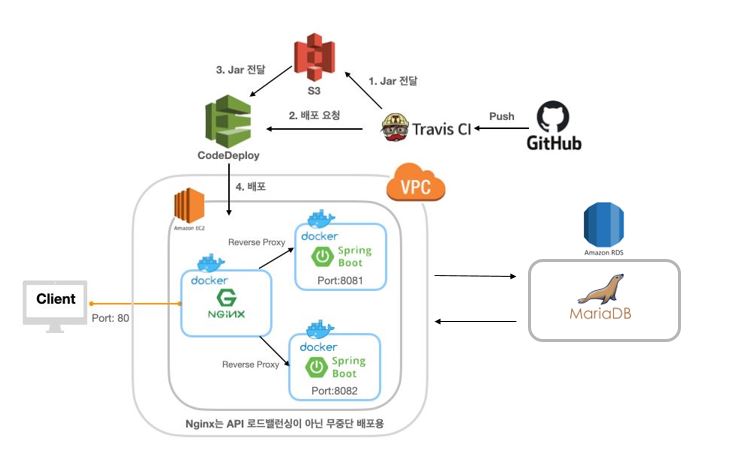 S3
3. Jar 전달
1. Jar 전달
2. 배포 요청
Travis CI
Push
GitHub
CodeDeploy
4. 배포
VPC
Amazon EC2
docker
Reverse Proxy
Spring
Boot
Port:8081
docker
NGINX
Client
Port: 80
docker
Reverse Proxy
Spring
Boot
Port:8082
Amazon RDS
MariaDB
Nginx는 API 로드밸런싱이 아닌 무중단 배포용